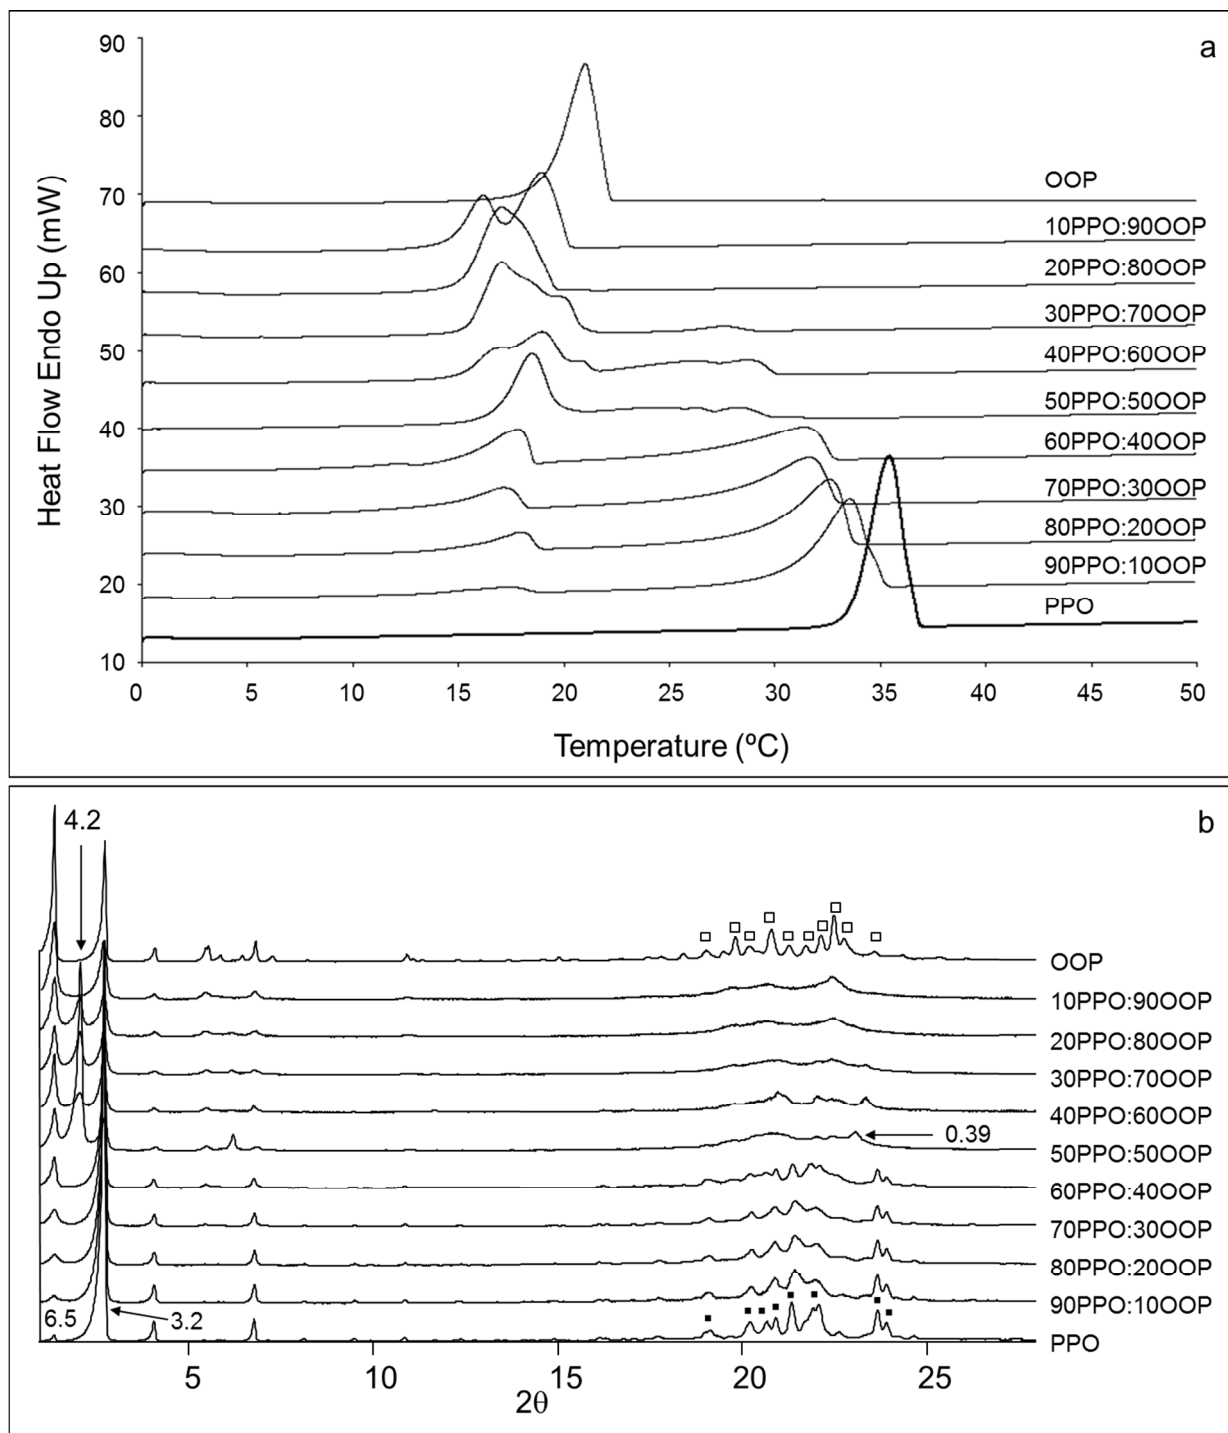 a
90
80
70
60
50
40
30
20
10
Heat Flow Endo Up (mW)
OOP
10PPO:90OOP
20PPO:80OOP
30PPO:70OOP
40PPO:60OOP
50PPO:50OOP
60PPO:40OOP
70PPO:30OOP
80PPO:20OOP
90PPO:10OOP
PPO
0 5 10 15 20 25 30 35 40 45 50
Temperature (ºC)
b
4.2
OOP
10PPO:90OOP
20PPO:80OOP
30PPO:70OOP
40PPO:60OOP
0.39
50PPO:50OOP
60PPO:40OOP
70PPO:30OOP
80PPO:20OOP
90PPO:10OOP
6.5
3.2
PPO
5 10 15 20 25
2θ